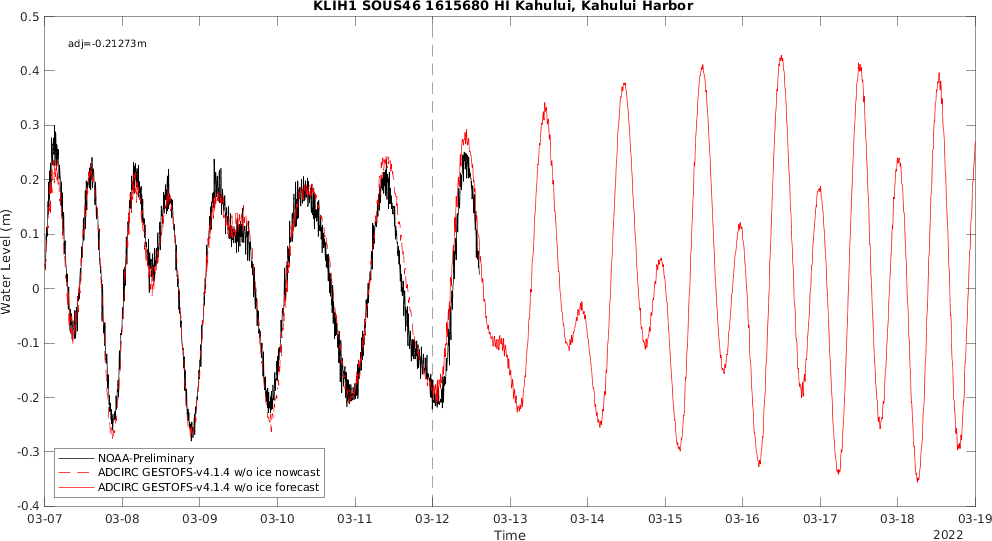 KLIH1 SOUS46 1615680 HI Kahului, Kahului Harbor
adj=-0.21273m
0.5
0.4
0.3
0.2
0.1
0
-0.1
-0.2
-0.3
-0.4
Water Level (m)
NOAA-Preliminary
ADCIRC GESTOFS-v4.1.4 w/o ice nowcast
ADCIRC GESTOFS-v4.1.4 w/o ice forecast
03-07 03-08 03-09 03-10 03-11 03-12 03-13 03-14 03-15 03-16 03-17 03-18 03-19
Time
2022